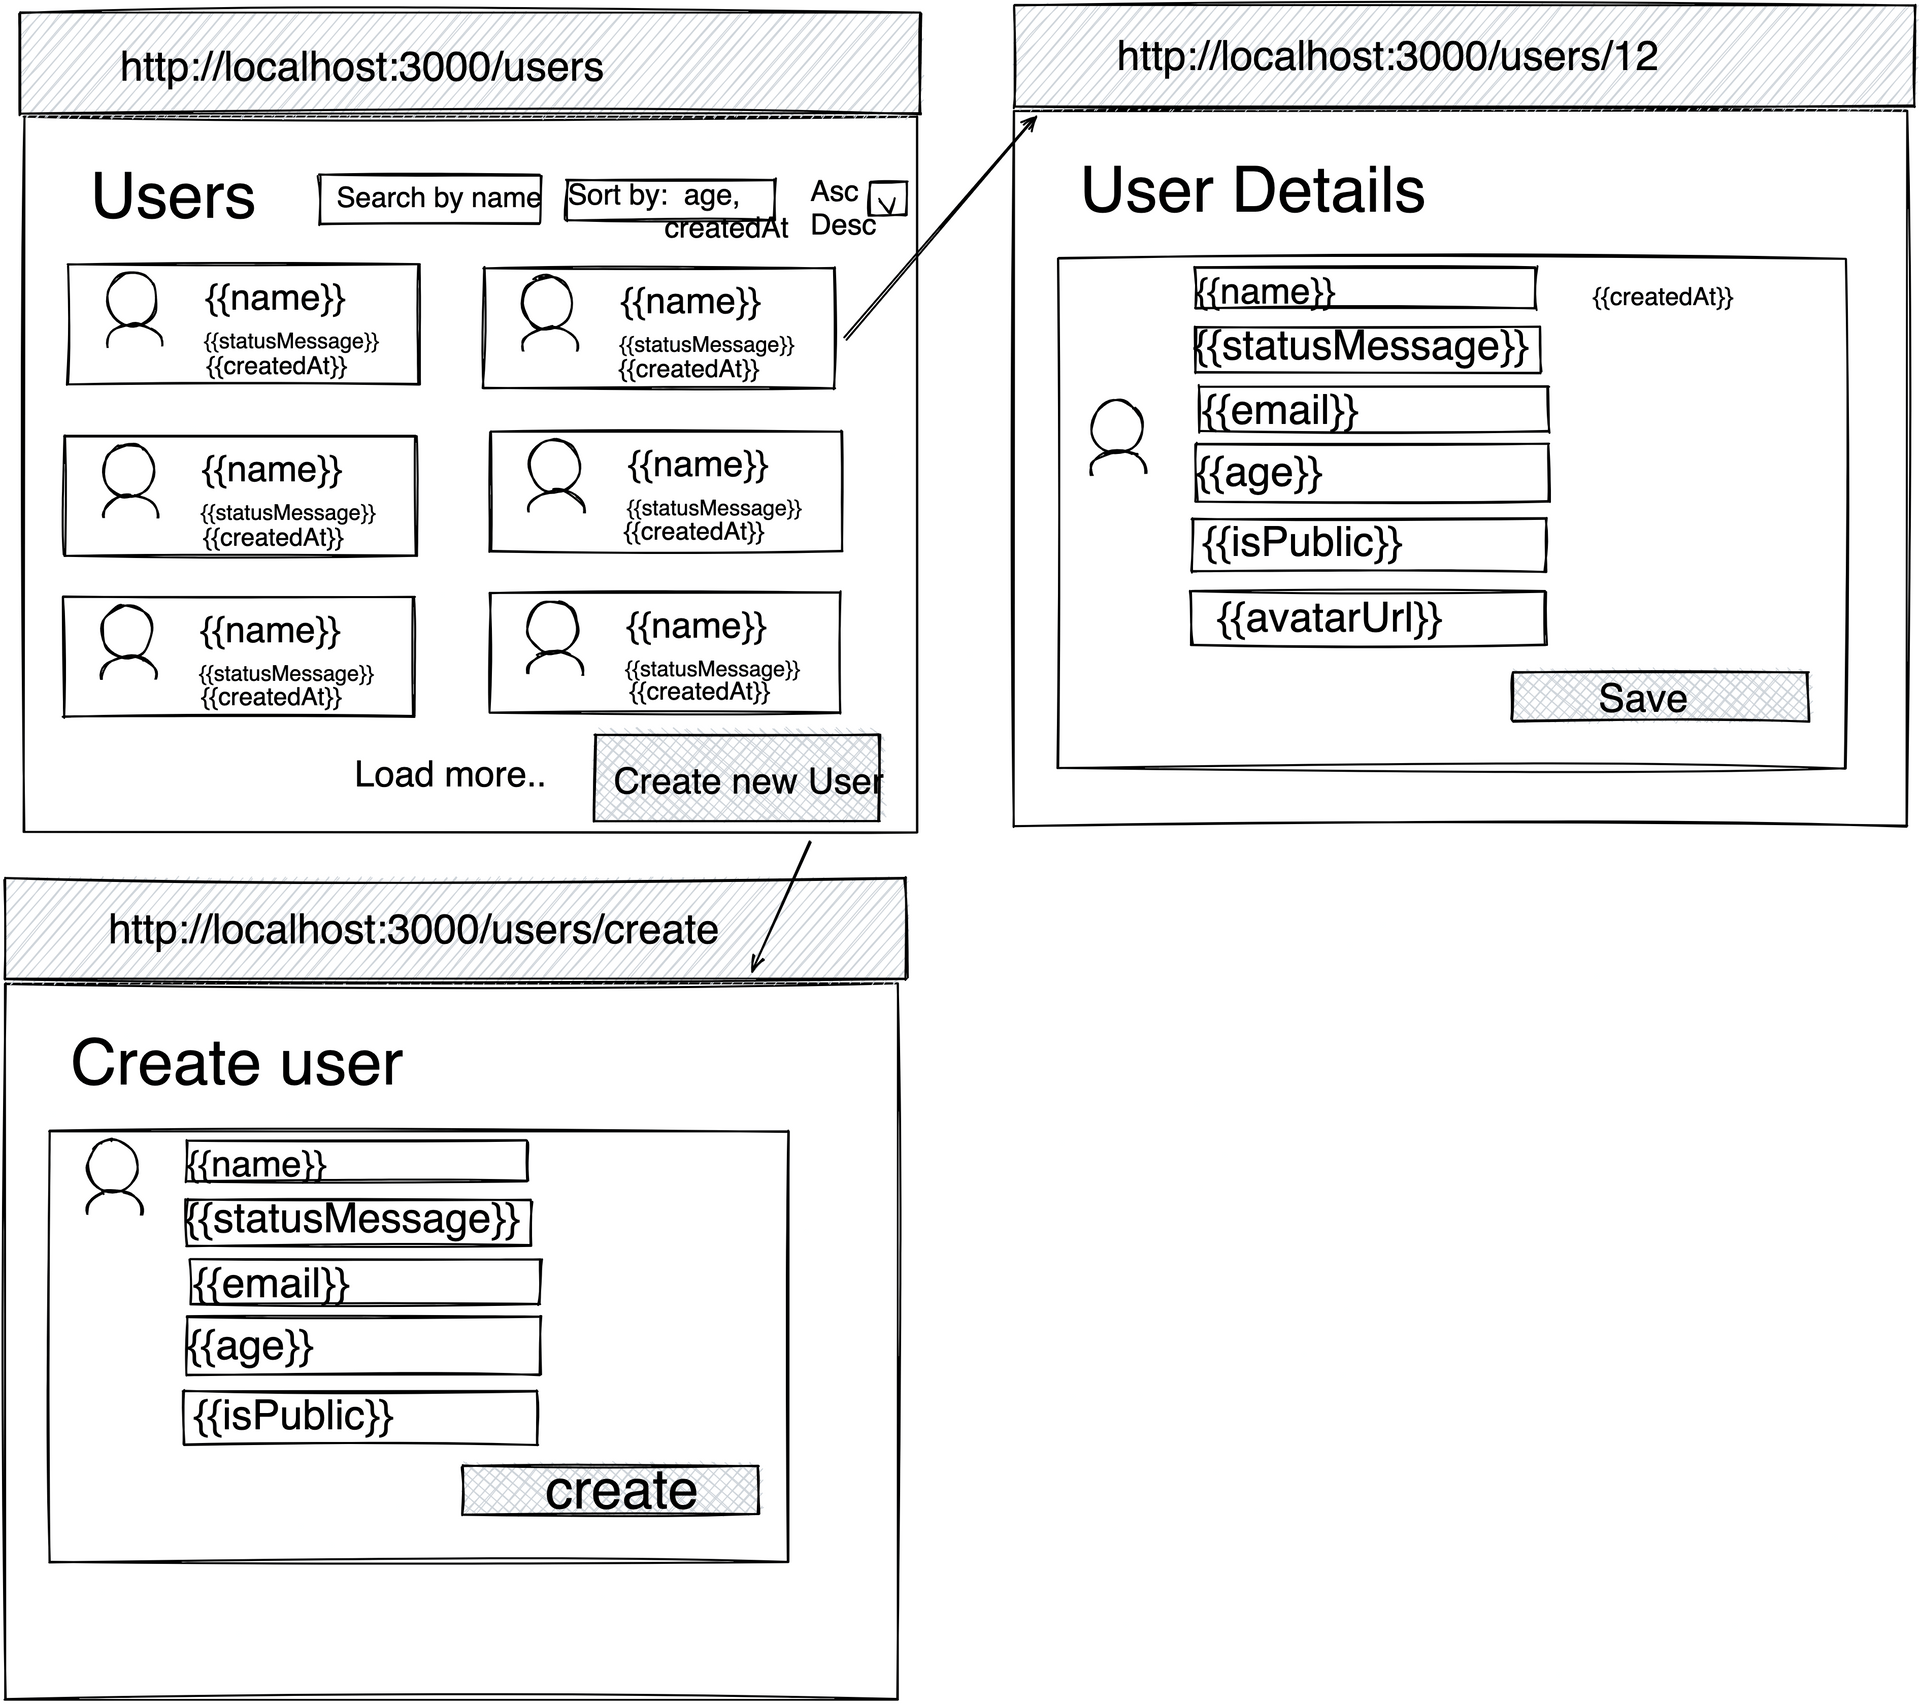 http://localhost:3000/users
Users
Search by name
Sort by: age,
createdAt
Asc
Desc
{{name}}
{{statusMessage}}
{{createdAt}}
{{name}}
{{statusMessage}}
{{createdAt}}
{{name}}
{{statusMessage}}
{{createdAt}}
{{name}}
{{statusMessage}}
{{createdAt}}
{{name}}
{{statusMessage}}
{{createdAt}}
{{name}}
{{statusMessage}}
{{createdAt}}
Load more..
Create new User
http://localhost:3000/users/12
User Details
{{name}}
{{createdAt}}
{{statusMessage}}
{{email}}
{{age}}
{{isPublic}}
{{avatarUrl}}
Save
http://localhost:3000/users/create
Create user
{{name}}
{{statusMessage}}
{{email}}
{{age}}
{{isPublic}}
create